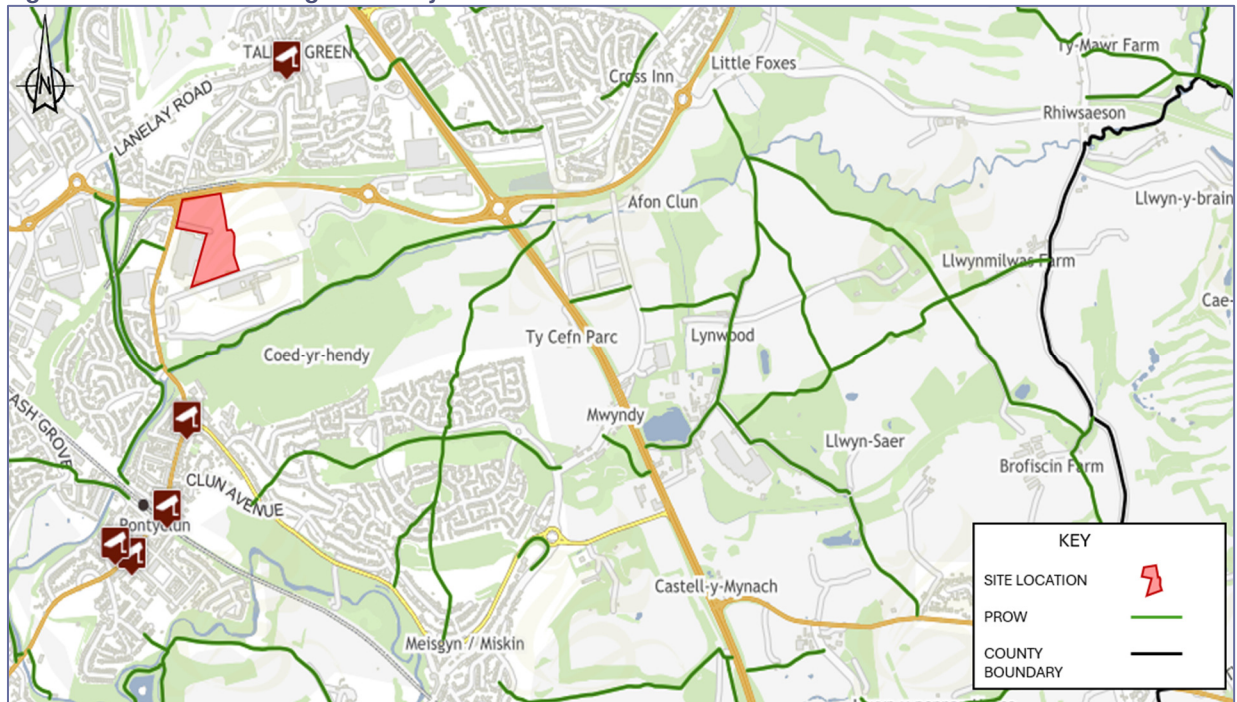 N
TAL
GREEN
LANELAY ROAD
Cross Inn
Little Foxes
Ty-Mawr Farm
Rhiwsaeson
Llwyn-y-brain
Afon Clun
Llwynmilwas Farm
Cae-
Coed-yr-hendy
Ty Cefn Parc
Lynwood
Mwyndy
Llwyn-Saer
Brofiscin Farm
ASH GROVE
CLUN AVENUE
Pontyclun
Castell-y-Mynach
Meisgyn / Miskin
KEY
SITE LOCATION
PROW
COUNTY
BOUNDARY